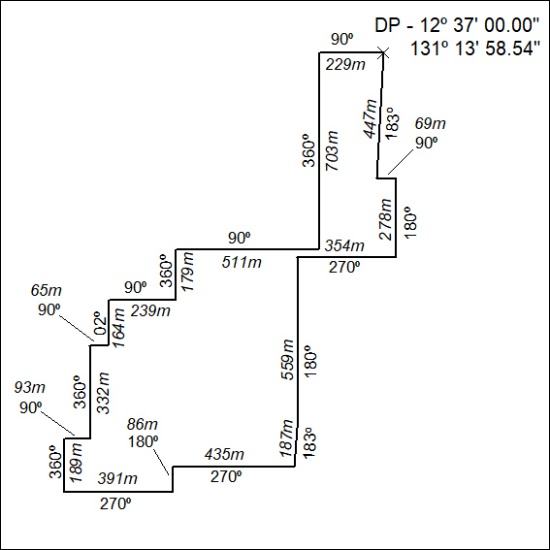 90º
DP - 12º 37' 00.00"
229m
131º 13' 58.54"
447m
183º
69m
90º
360º
703m
278m
180º
90º
511m
354m
270º
360º
179m
90º
239m
65m
90º
02º
164m
559m
180º
360º
332m
93m
90º
86m
180º
435m
270º
187m
183º
360º
189m
391m
270º